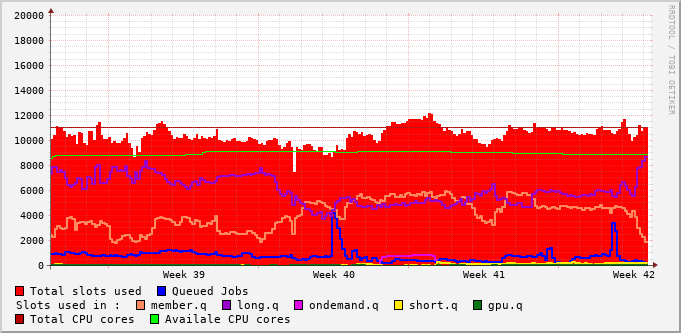 20000
18000
16000
14000
12000
10000
8000
6000
4000
2000
0
Week 39 Week 40 Week 41 Week 42
Total slots used Queued Jobs
Slots used in : member.q long.q ondemand.q short.q gpu.q
Total CPU cores Availale CPU cores
RRDTOOL / TOBI OETIKER